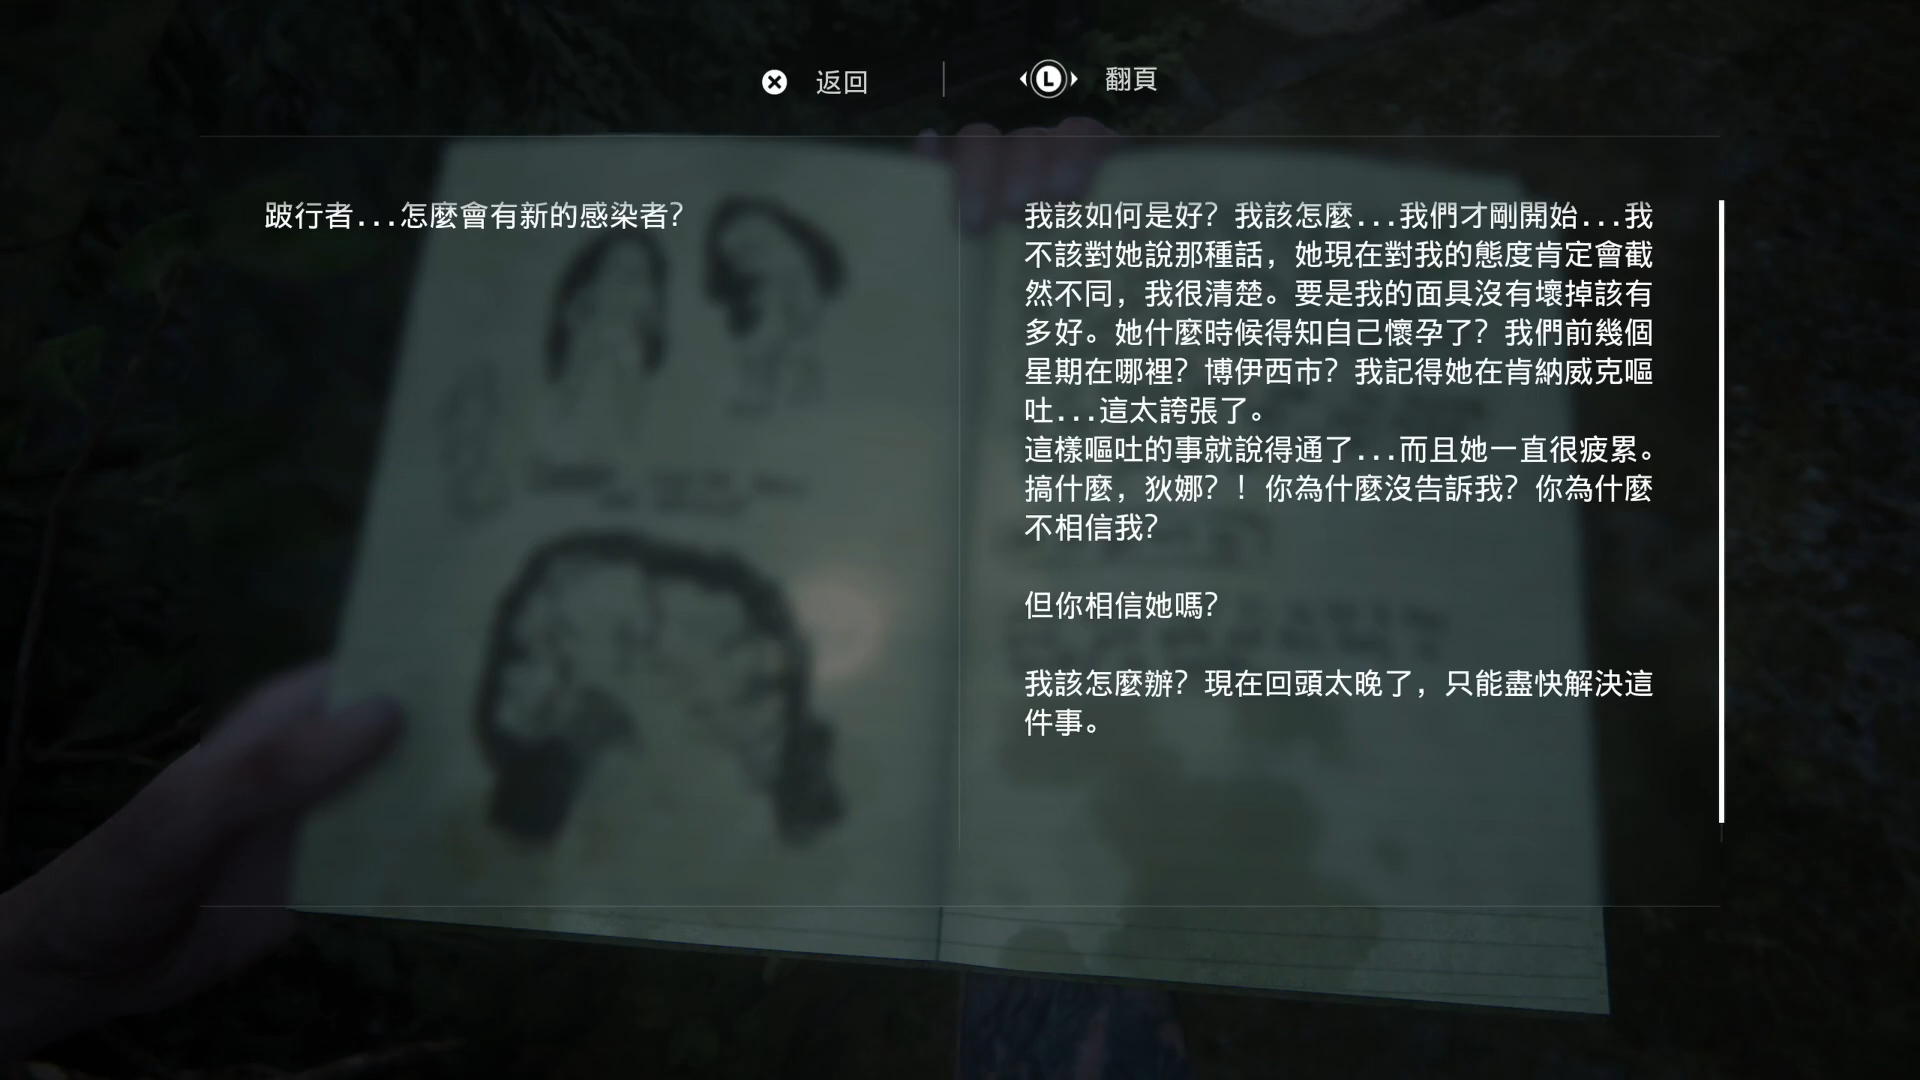 返回
L 翻頁
跛行者...怎麼會有新的感染者?
我該如何是好? 我該怎麼...我們才剛開始...我
不該對她說那種話，她現在對我的態度肯定會截
然不同，我很清楚。要是我的面具沒有壞掉該有
多好。她什麼時候得知自己懷孕了? 我們前幾個
星期在哪裡? 博伊西市? 我記得她在肯納威克嘔
吐...這太誇張了。
這樣嘔吐的事就說得通了...而且她一直很疲累。
搞什麼，狄娜? ! 你為什麼沒告訴我? 你為什麼
不相信我?
但你相信她嗎?
我該怎麼辦? 現在回頭太晚了，只能盡快解決這
件事。